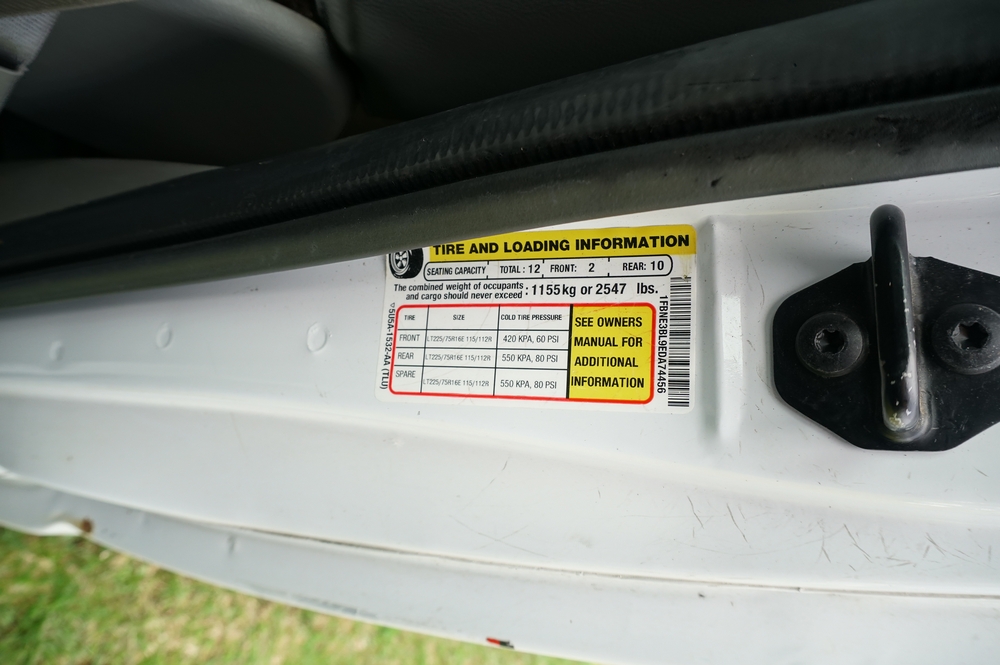 TIRE AND LOADING INFORMATION
SEATING CAPACITY TOTAL : 12 FRONT: 2 REAR: 10
The combined weight of occupants
and cargo should never exceed : 1155kg or 2547 lbs.
TIRE SIZE COLD TIRE PRESSURE
FRONT LT225/75R16E 115/112R 420 KPA, 60 PSI
REAR LT225/75R16E 115/112R 550 KPA, 80 PSI
SPARE LT225/75R16E 115/112R 550 KPA, 80 PSI
SEE OWNERS
MANUAL FOR
ADDITIONAL
INFORMATION
1FBNE3BL9EDA74456
5U5A-1532-AA (TLU)